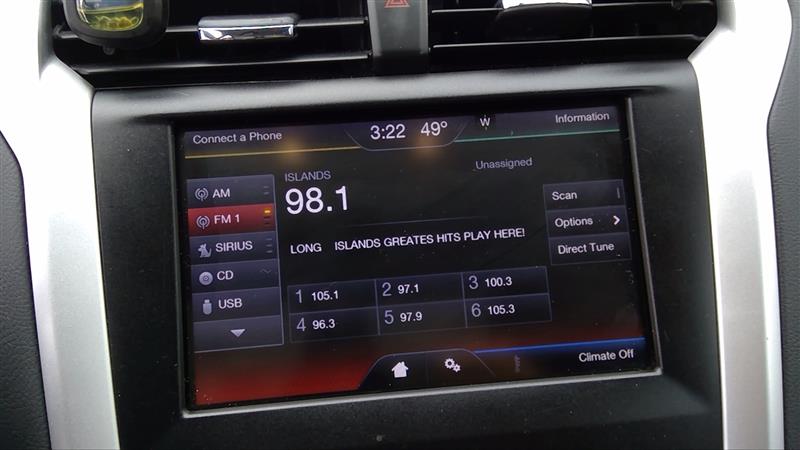 Connect a Phone
3:22 49° W
Information
Unassigned
ISLANDS
98.1
LONG ISLANDS GREATES HITS PLAY HERE!
AM
FM 1
SIRIUS
CD
USB
Scan
Options
Direct Tune
1 105.1 2 97.1 3 100.3
4 96.3 5 97.9 6 105.3
Climate Off